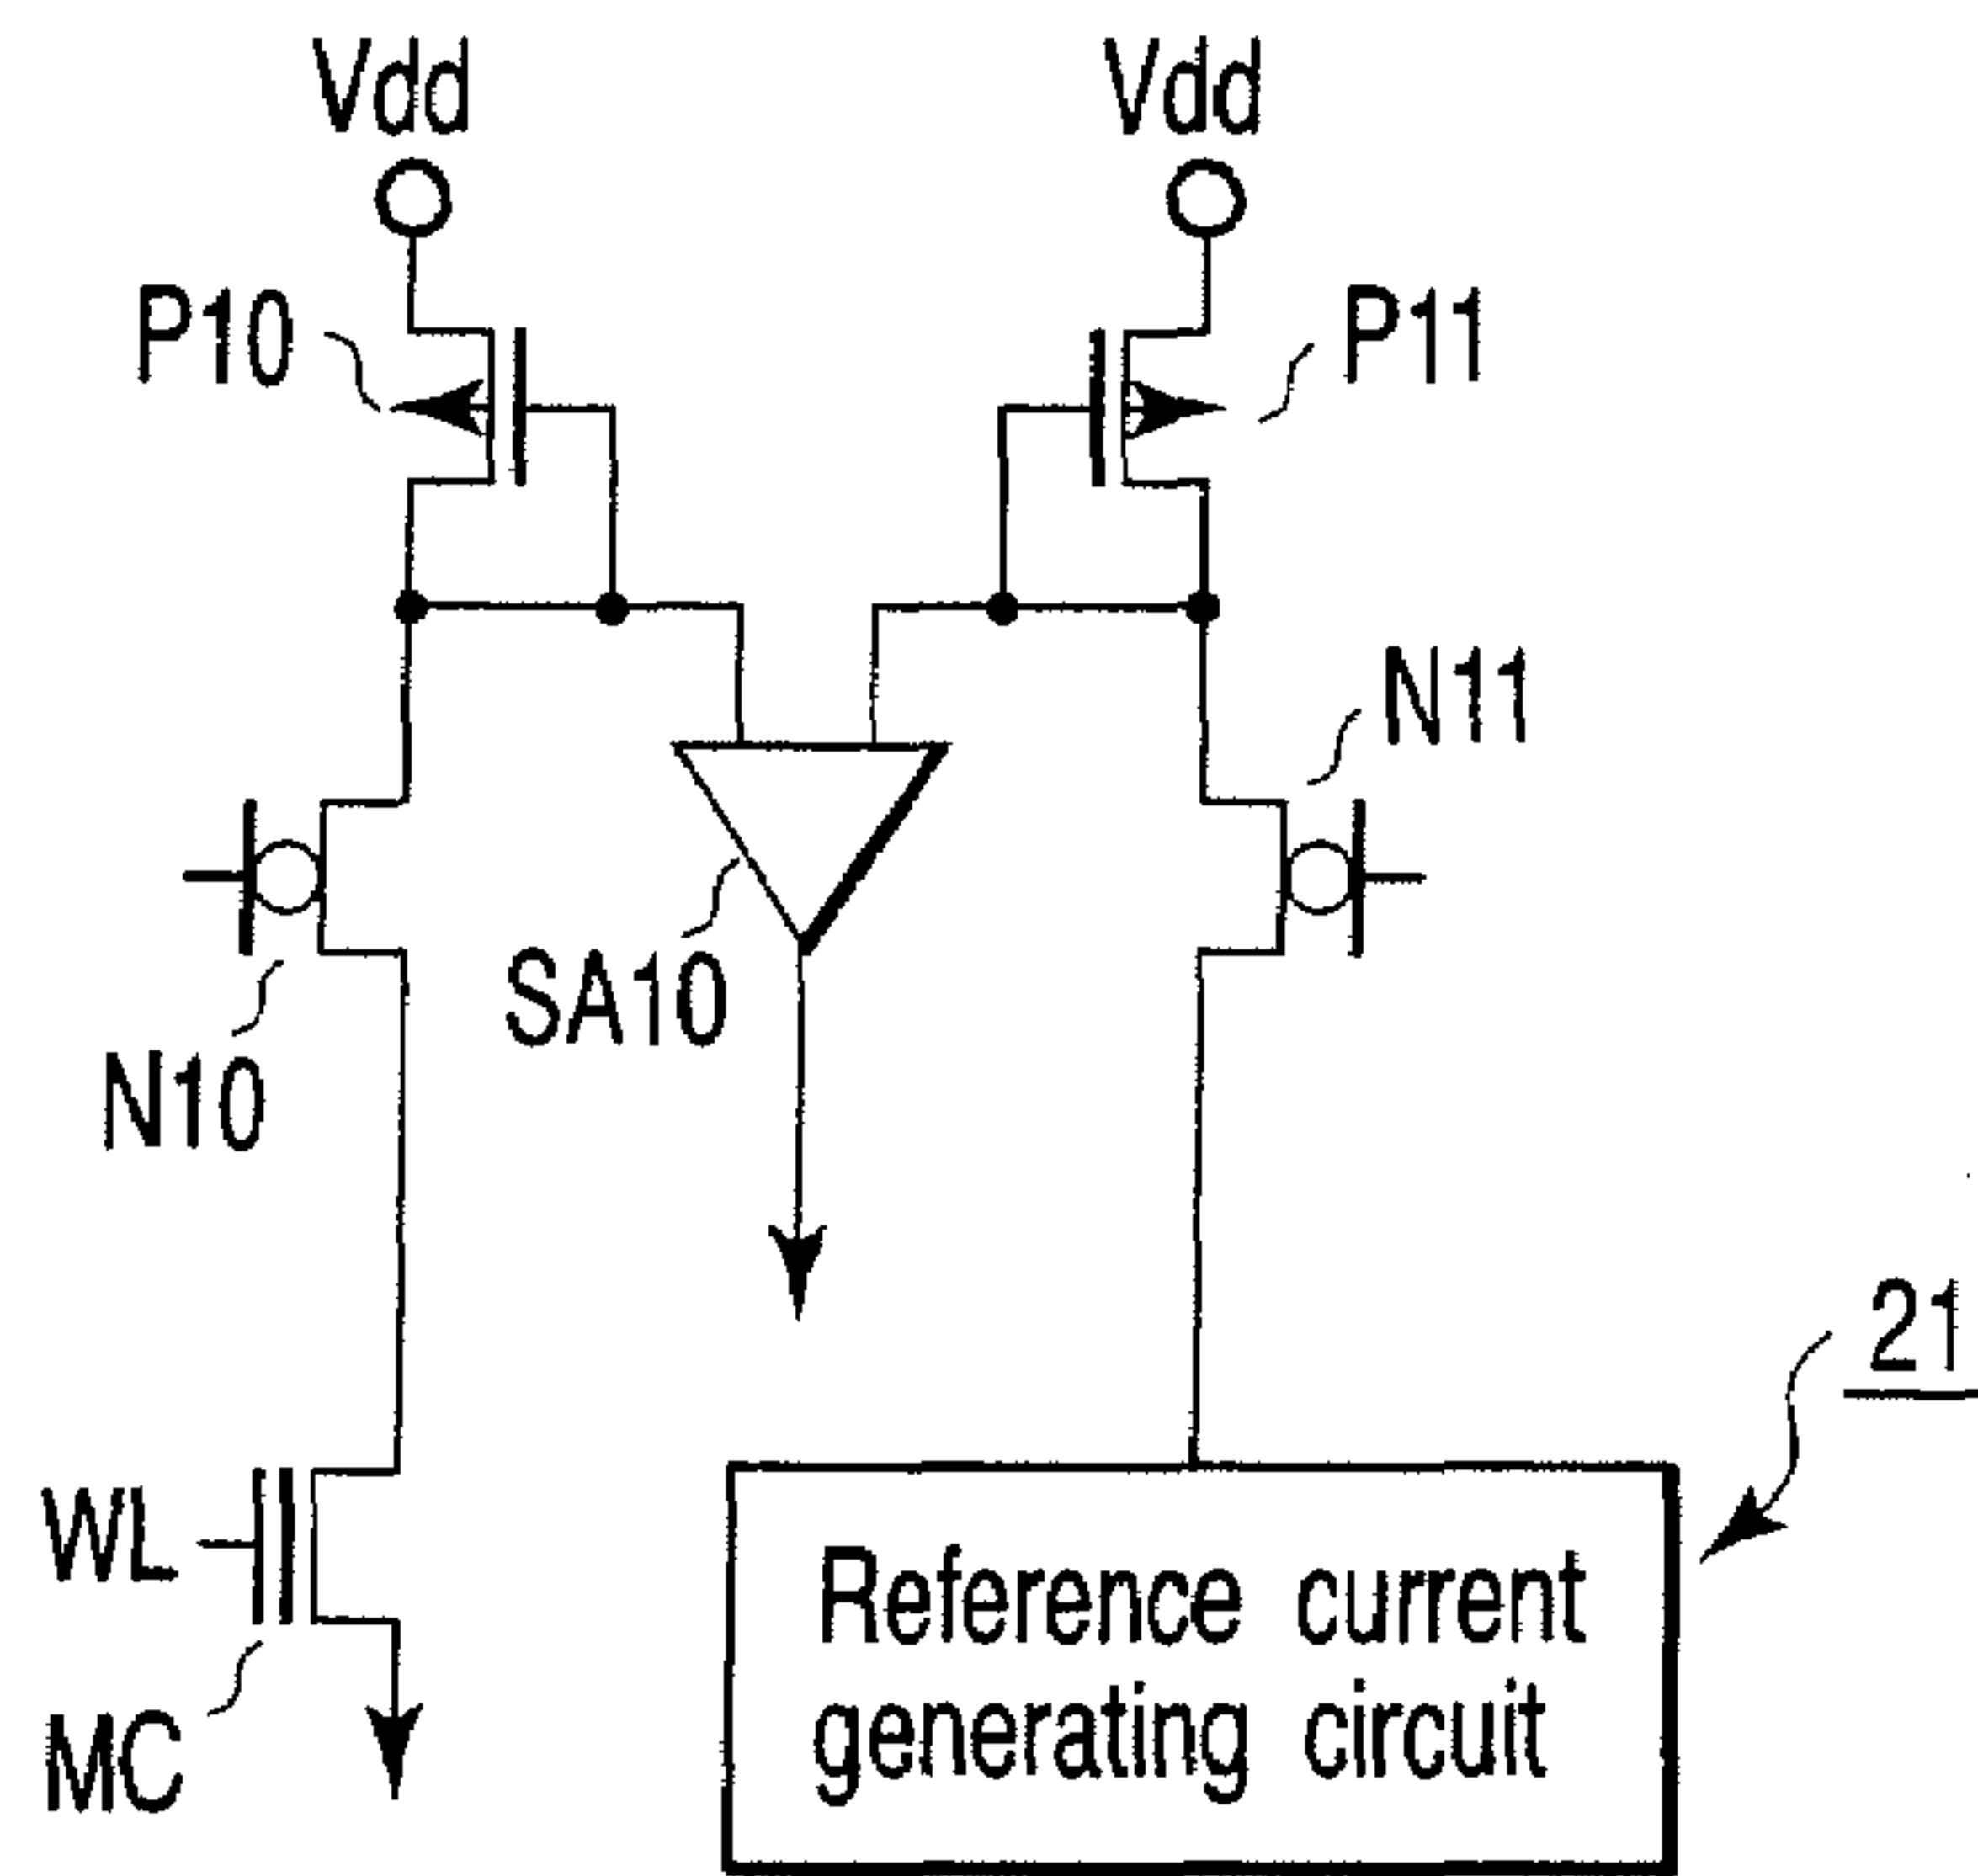 Vdd
Vdd
P10
P11
N11
SA10
N10
21
WL
Reference current
generating circuit
MC